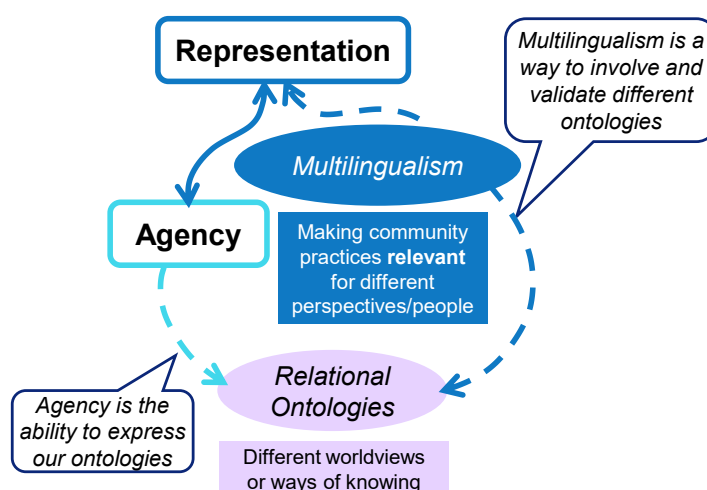 Representation
Multilingualism is a
way to involve and
validate different
ontologies
Multilingualism
Agency
Making community
practices relevant
for different
perspectives/people
Relational
Ontologies
Agency is the
ability to express
our ontologies
Different worldviews
or ways of knowing